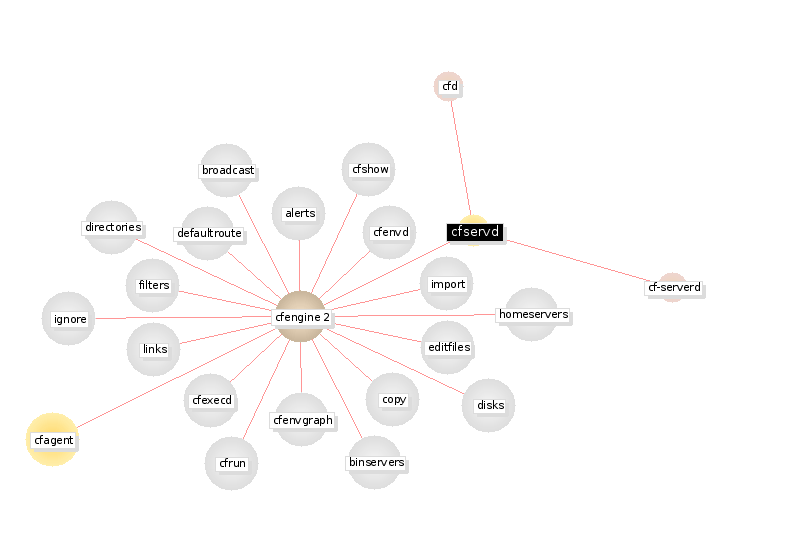 cfd
broadcast
cfshow
alerts
directories
defaultroute
cfenvd
cfservd
filters
import
cf-serverd
ignore
cfengine 2
homeservers
links
editfiles
cfexecd
copy
disks
cfenvgraph
cfagent
cfrun
binservers